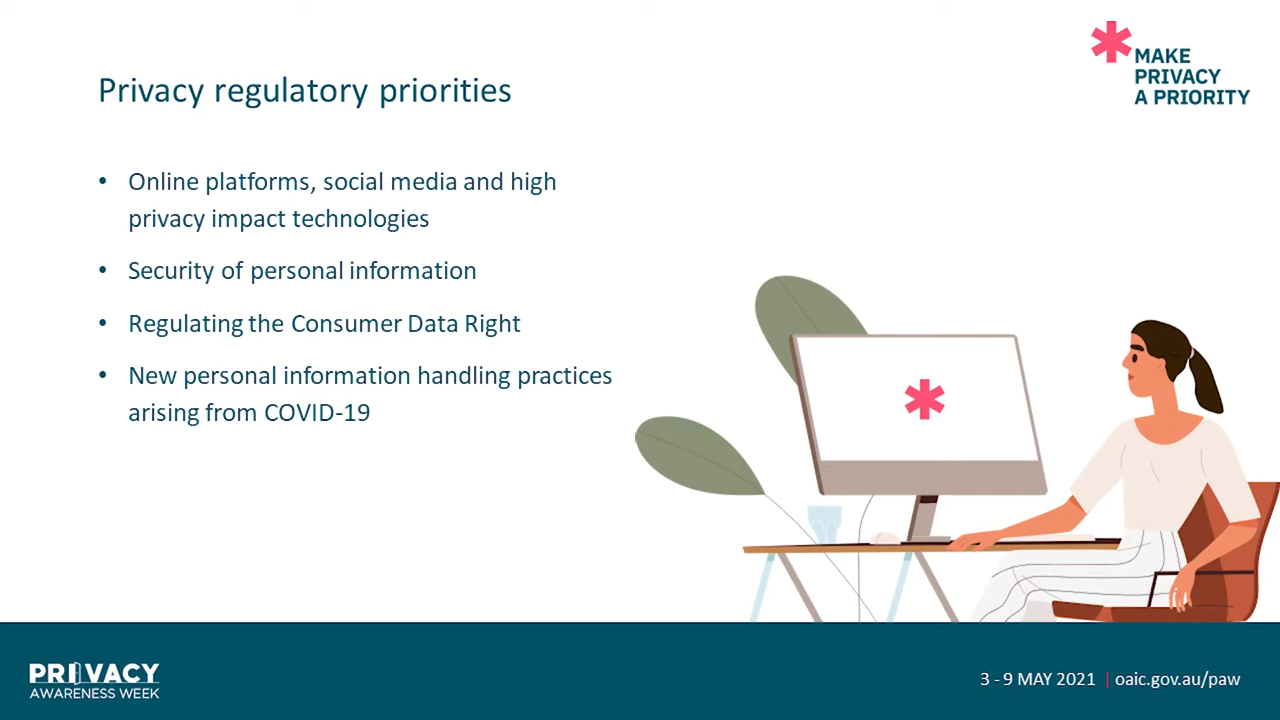 Privacy regulatory priorities
MAKE
PRIVACY
A PRIORITY
• Online platforms, social media and high
privacy impact technologies
• Security of personal information
• Regulating the Consumer Data Right
• New personal information handling practices
arising from COVID-19
PRIVACY
AWARENESS WEEK
3 - 9 MAY 2021 | oaic.gov.au/paw